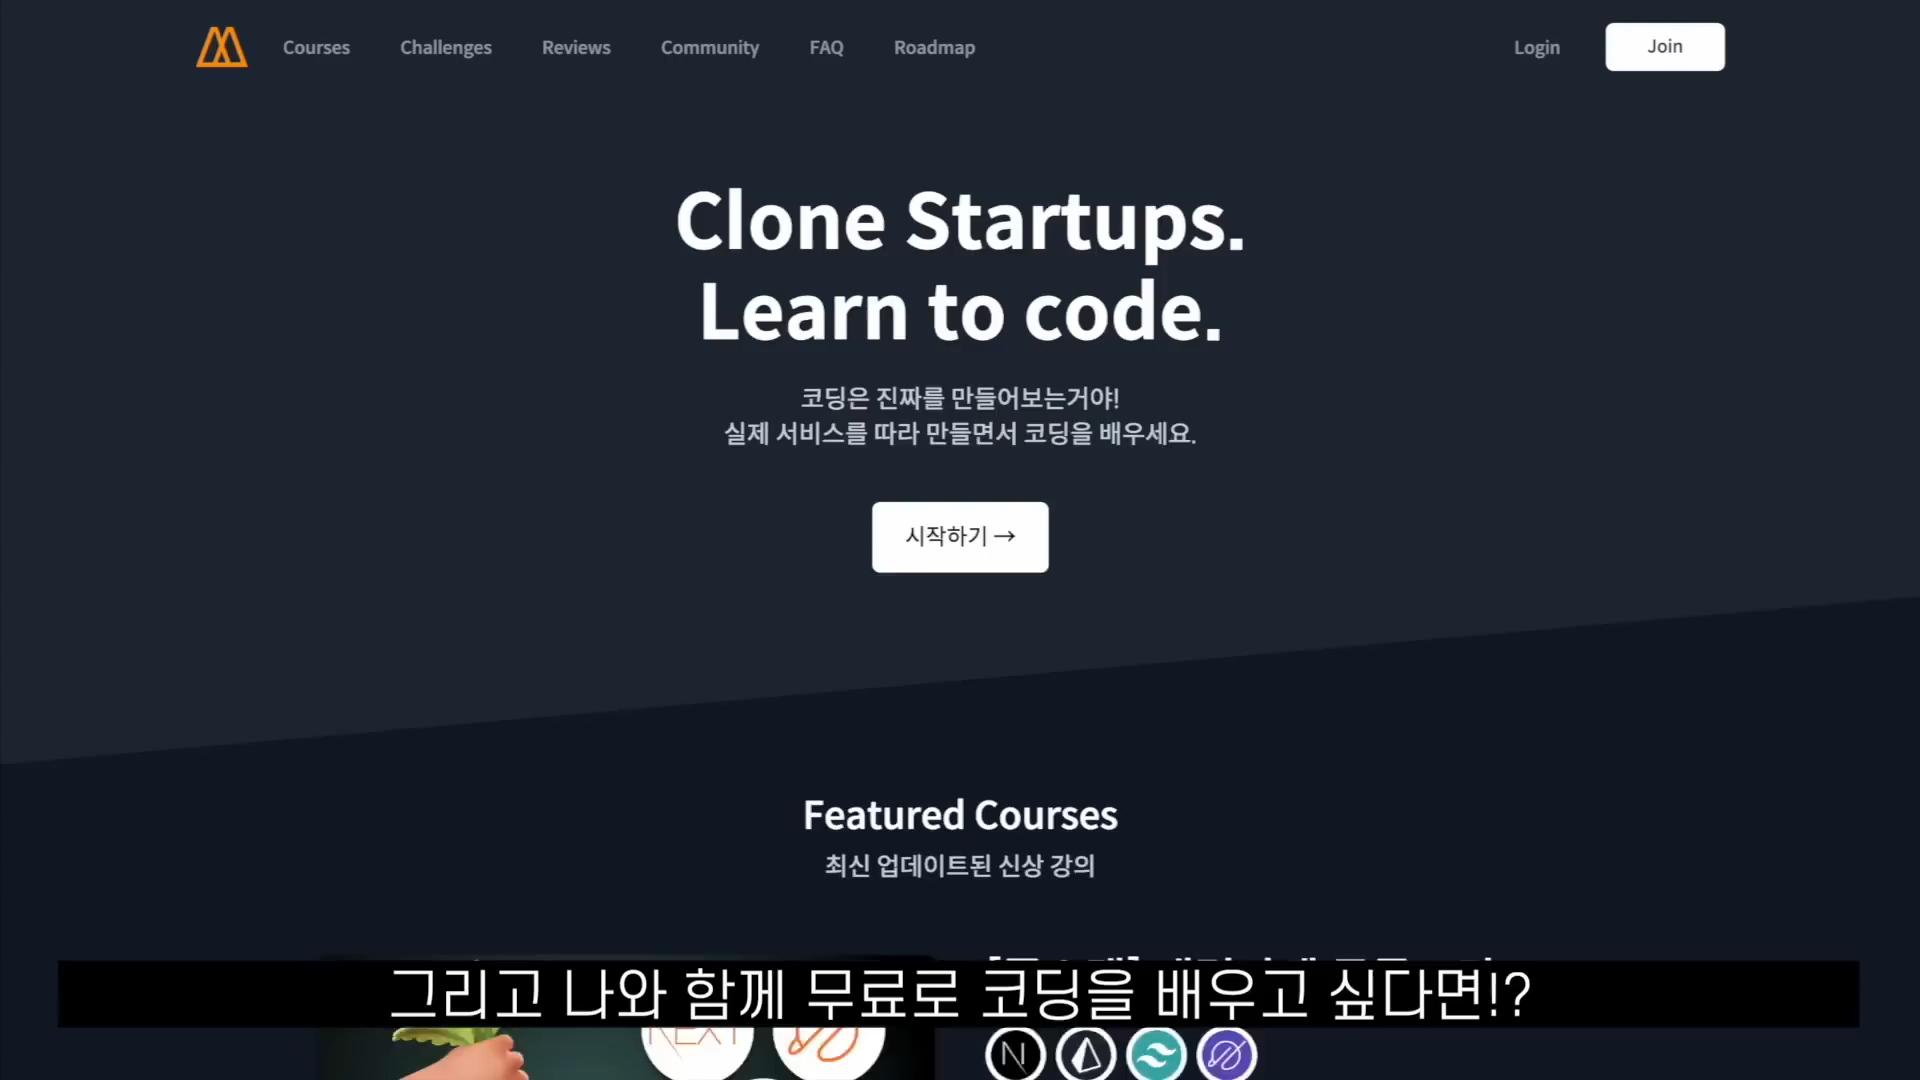 Courses Challenges Reviews Community FAQ Roadmap Login Join
Clone Startups.
Learn to code.
코딩은 진짜를 만들어보는거야!
실제 서비스를 따라 만들면서 코딩을 배우세요.
시작하기 →
Featured Courses
최신 업데이트된 신상 강의
그리고 나와 함께 무료로 코딩을 배우고 싶다면!?
NEXT